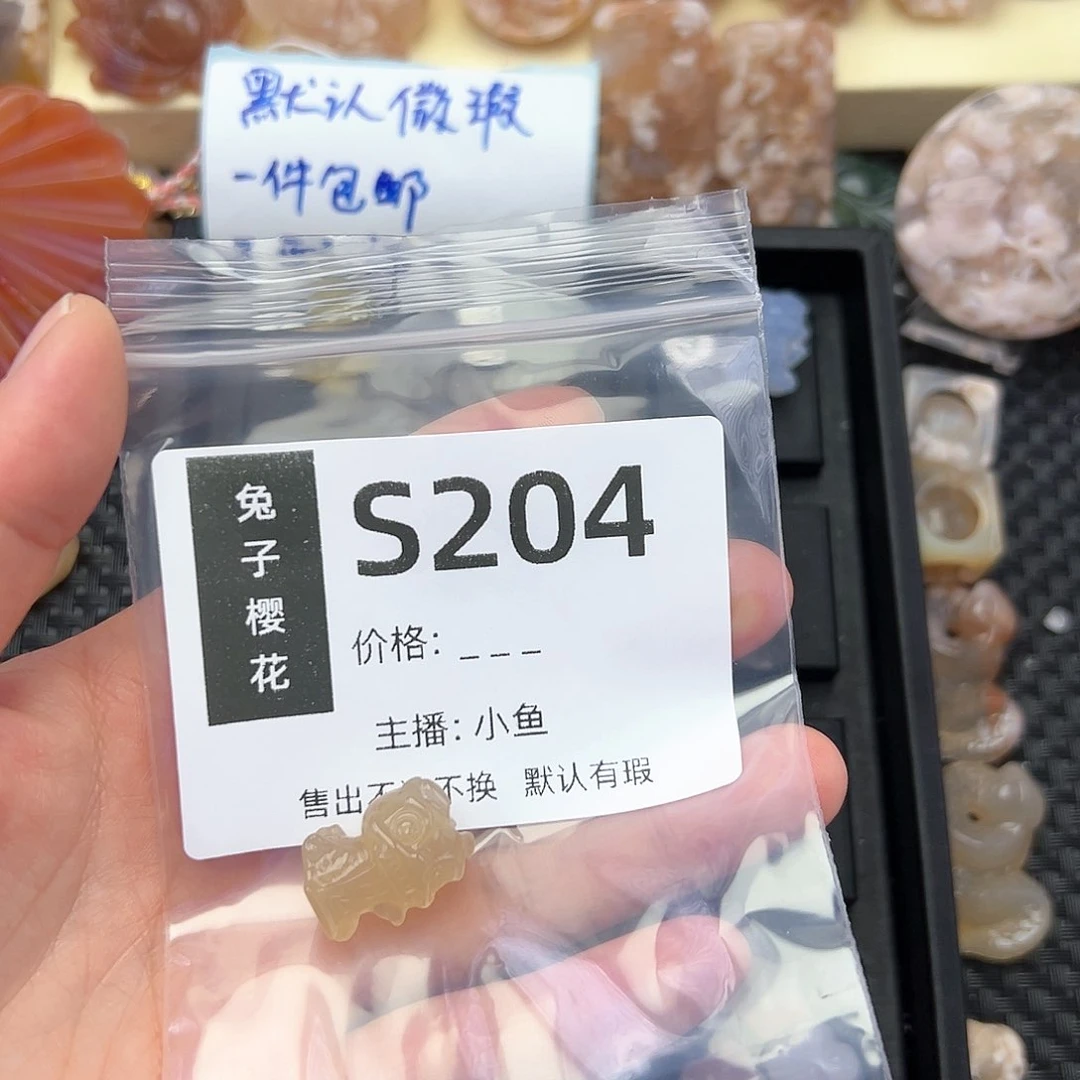 默认微瑕
一件包邮
兔子樱花
S204
价格: _ _ _
主播: 小鱼
售出不 不换 默认有瑕